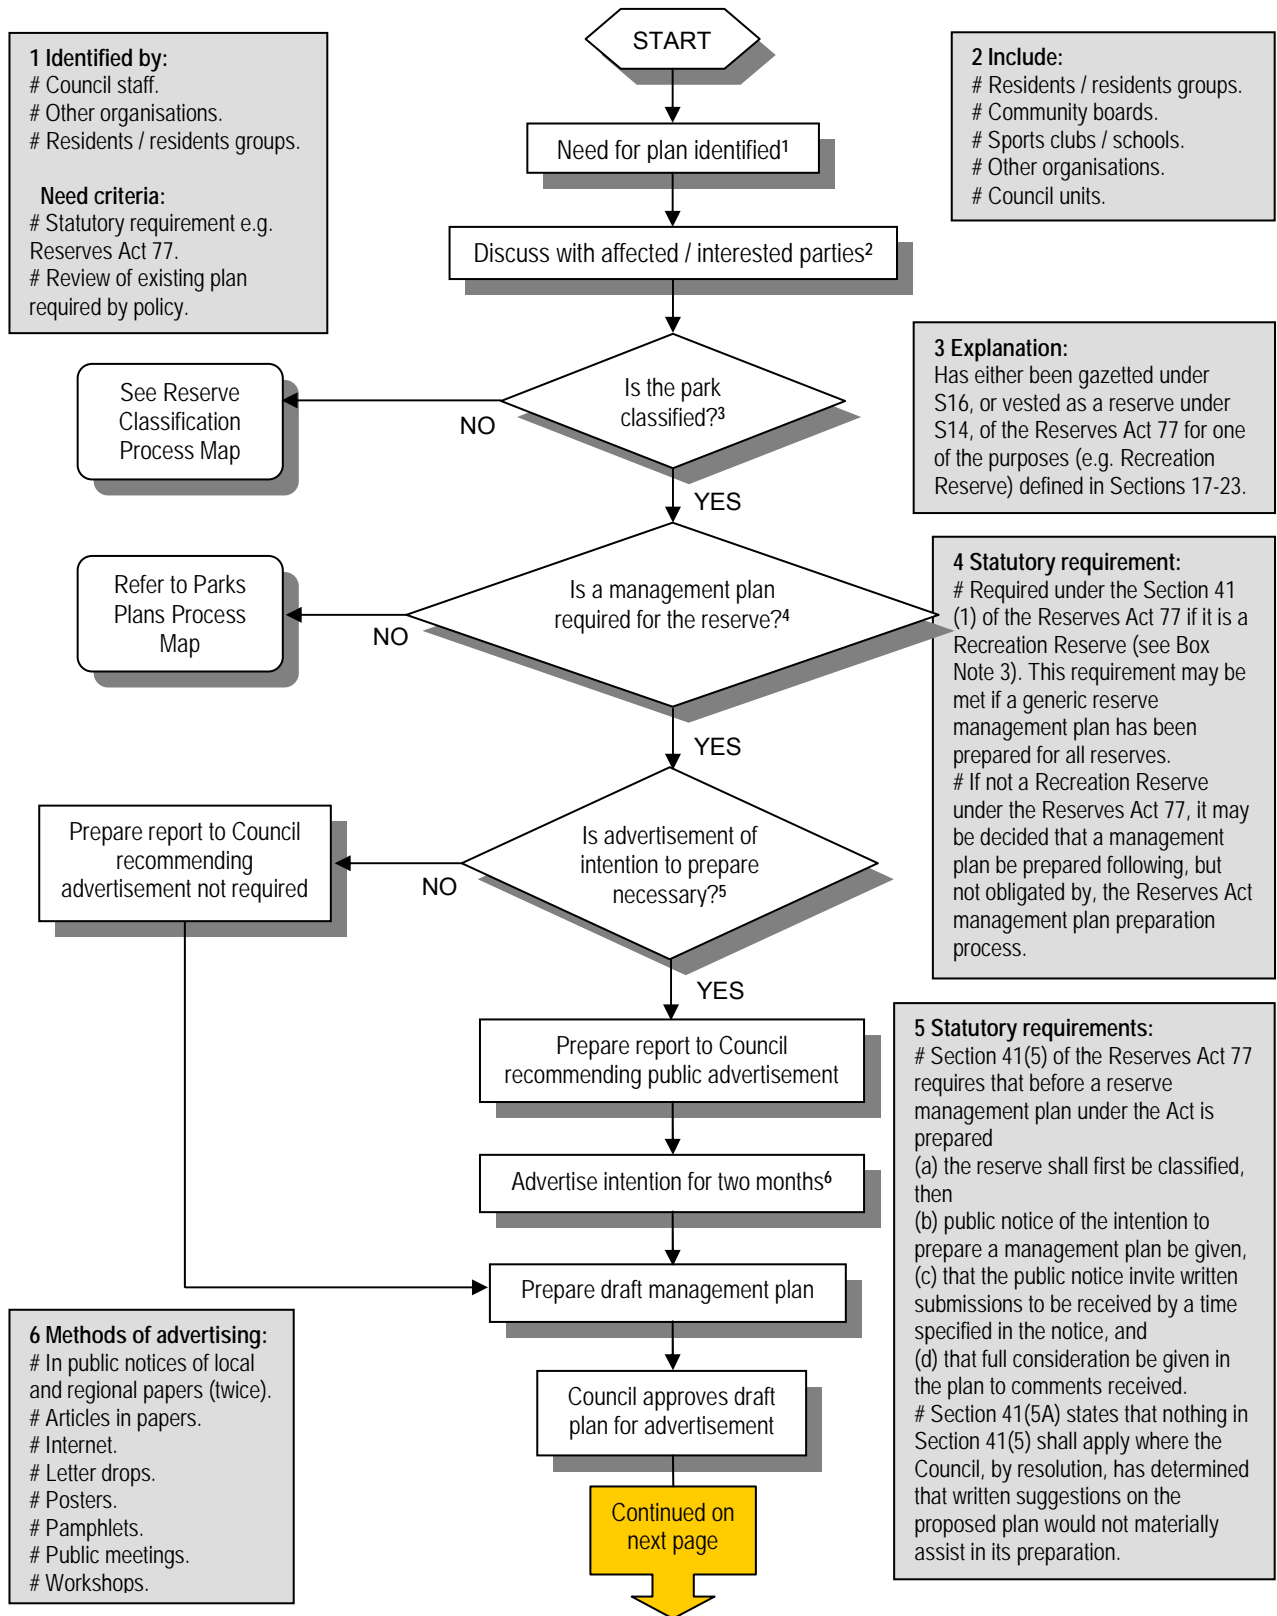 START
1 Identified by:
# Council staff.
# Other organisations.
# Residents / residents groups.
Need criteria:
# Statutory requirement e.g.
Reserves Act 77.
# Review of existing plan
required by policy.
2 Include:
# Residents / residents groups.
# Community boards.
# Sports clubs / schools.
# Other organisations.
# Council units.
Need for plan identified¹
Discuss with affected / interested parties²
Is the park
classified?³
NO
See Reserve
Classification
Process Map
YES
3 Explanation:
Has either been gazetted under
S16, or vested as a reserve under
S14, of the Reserves Act 77 for one
of the purposes (e.g. Recreation
Reserve) defined in Sections 17-23.
Is a management plan
required for the reserve?⁴
NO
Refer to Parks
Plans Process
Map
YES
4 Statutory requirement:
# Required under the Section 41
(1) of the Reserves Act 77 if it is a
Recreation Reserve (see Box
Note 3). This requirement may be
met if a generic reserve
management plan has been
prepared for all reserves.
# If not a Recreation Reserve
under the Reserves Act 77, it may
be decided that a management
plan be prepared following, but
not obligated by, the Reserves Act
management plan preparation
process.
Is advertisement of
intention to prepare
necessary?⁵
NO
Prepare report to Council
recommending
advertisement not required
YES
Prepare report to Council
recommending public advertisement
Advertise intention for two months⁶
Prepare draft management plan
Council approves draft
plan for advertisement
Continued on
next page
5 Statutory requirements:
# Section 41(5) of the Reserves Act 77
requires that before a reserve
management plan under the Act is
prepared
(a) the reserve shall first be classified,
then
(b) public notice of the intention to
prepare a management plan be given,
(c) that the public notice invite written
submissions to be received by a time
specified in the notice, and
(d) that full consideration be given in
the plan to comments received.
# Section 41(5A) states that nothing in
Section 41(5) shall apply where the
Council, by resolution, has determined
that written suggestions on the
proposed plan would not materially
assist in its preparation.
6 Methods of advertising:
# In public notices of local
and regional papers (twice).
# Articles in papers.
# Internet.
# Letter drops.
# Posters.
# Pamphlets.
# Public meetings.
# Workshops.